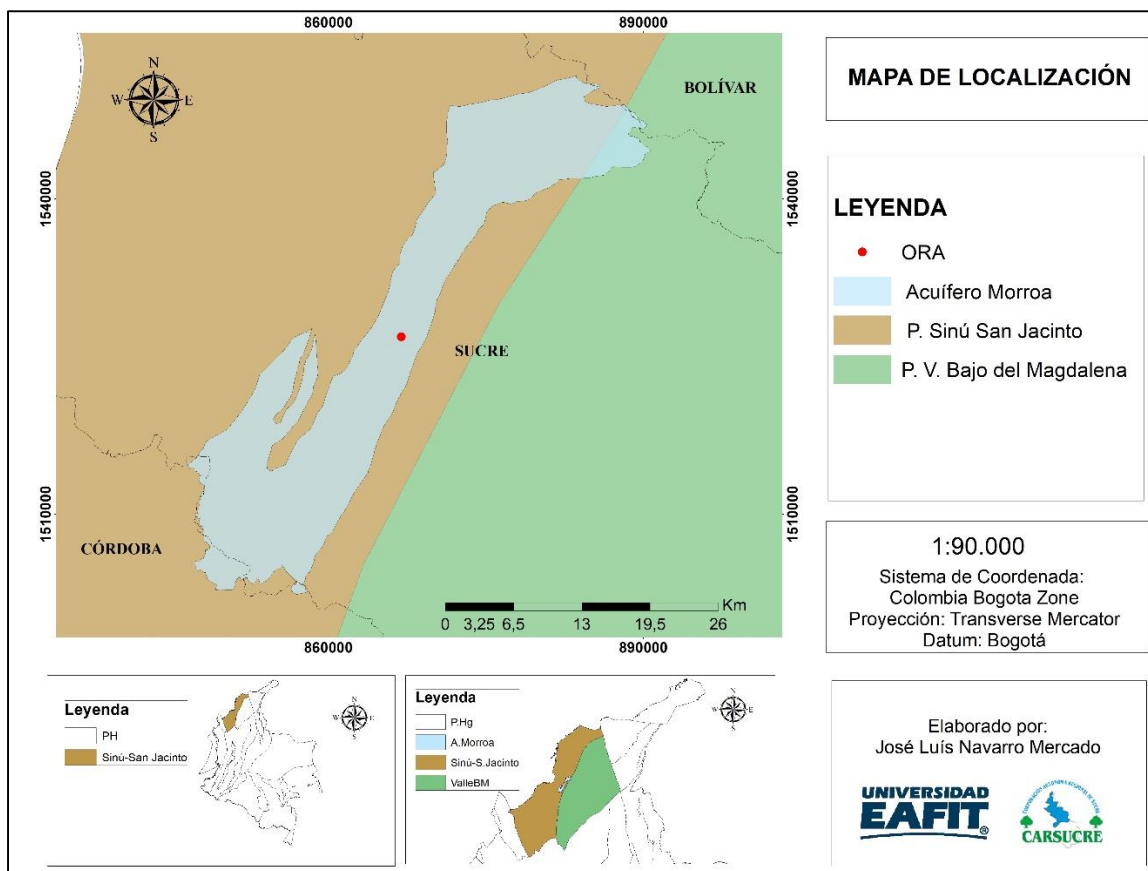 860000
890000
N
W
E
S
BOLÍVAR
1540000
1540000
SUCRE
1510000
1510000
CÓRDOBA
Km
0 3,25 6,5 13 19,5 26
860000
890000
MAPA DE LOCALIZACIÓN
LEYENDA
ORA
Acuífero Morroa
P. Sinú San Jacinto
P. V. Bajo del Magdalena
1:90.000
Sistema de Coordenada:
Colombia Bogota Zone
Proyección: Transverse Mercator
Datum: Bogotá
Leyenda
PH
Sinú-San Jacinto
N
W
E
S
Leyenda
P.Hg
A.Morroa
Sinú-S.Jacinto
ValleBM
N
W
E
S
Elaborado por:
José Luís Navarro Mercado
UNIVERSIDAD
EAFIT
®
CARSUCRE